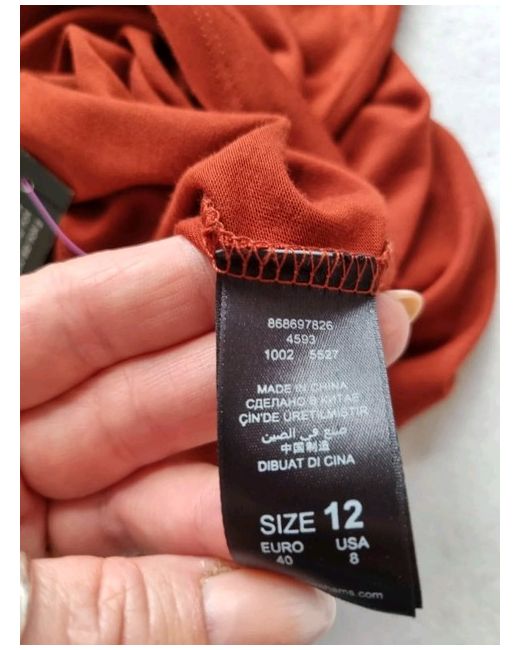 868697826
4593
1002 5527
MADE IN CHINA
СДЕЛАНО В КИТАЕ
ÇİN'DE ÜRETİLMİŞTİR
صنع في الصين
中国制造
DIBUAT DI CINA
SIZE 12
EURO USA
40 8